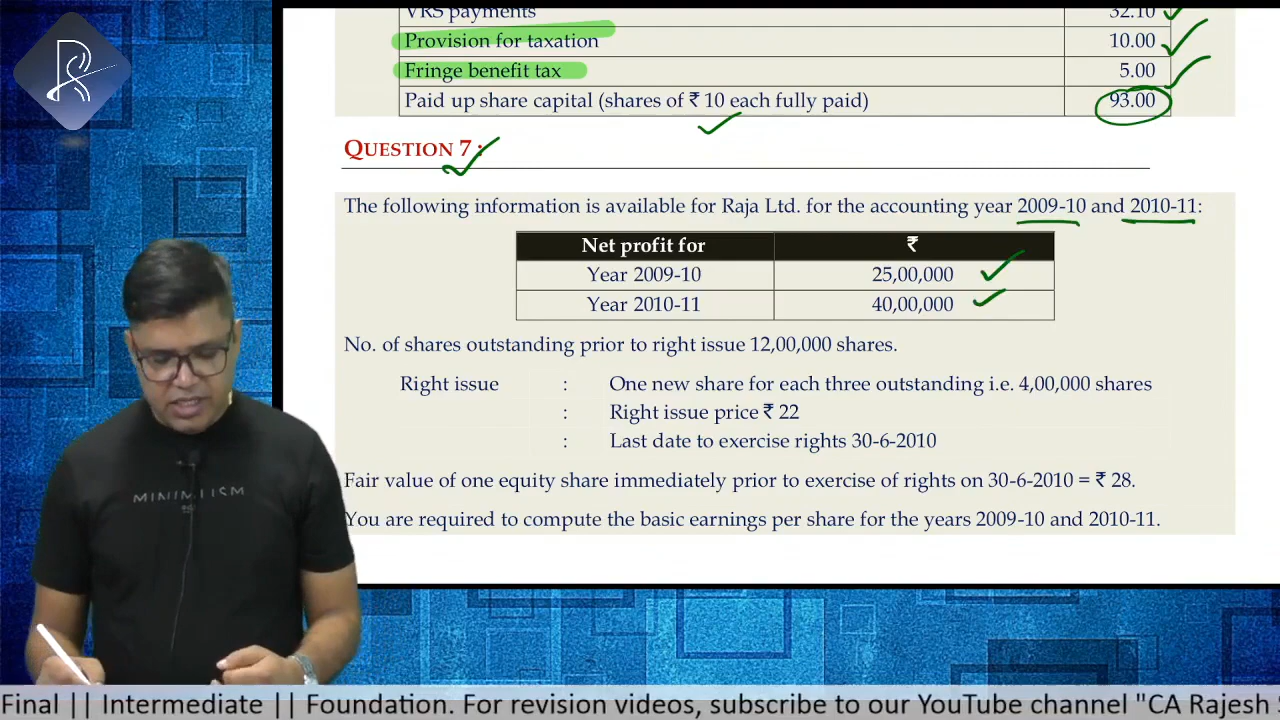 VRS payments 32.10
Provision for taxation 10.00
Fringe benefit tax 5.00
Paid up share capital (shares of ₹ 10 each fully paid) 93.00
QUESTION 7 :
The following information is available for Raja Ltd. for the accounting year 2009-10 and 2010-11:
Net profit for ₹
Year 2009-10 25,00,000
Year 2010-11 40,00,000
No. of shares outstanding prior to right issue 12,00,000 shares.
Right issue : One new share for each three outstanding i.e. 4,00,000 shares
: Right issue price ₹ 22
: Last date to exercise rights 30-6-2010
Fair value of one equity share immediately prior to exercise of rights on 30-6-2010 = ₹ 28.
You are required to compute the basic earnings per share for the years 2009-10 and 2010-11.
MINIMLISM
Final || Intermediate || Foundation. For revision videos, subscribe to our YouTube channel "CA Rajesh